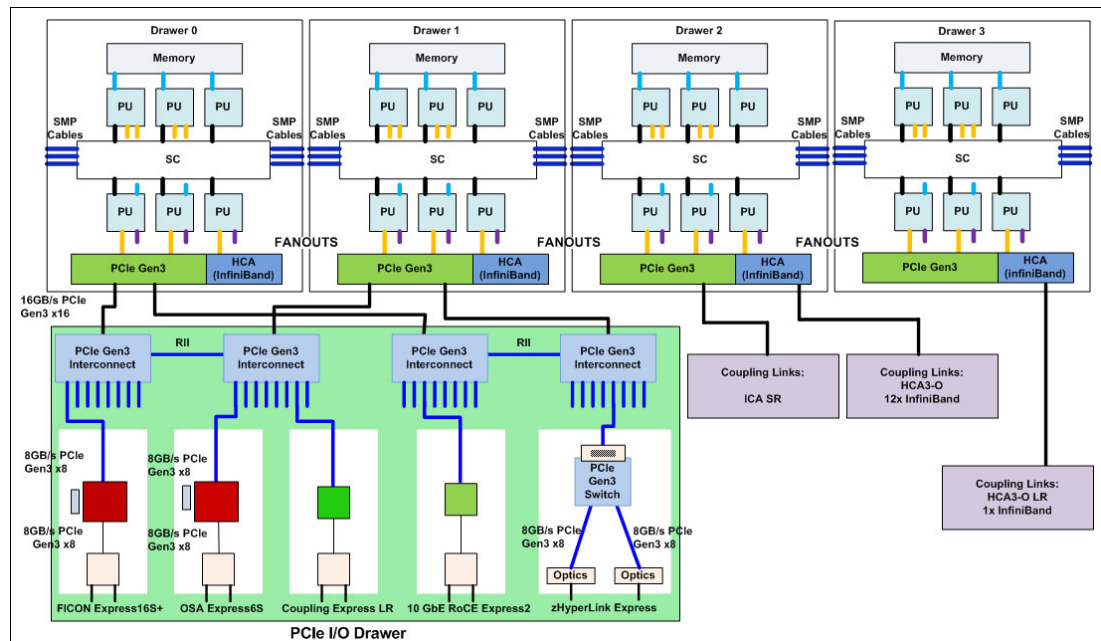 Drawer 0
Drawer 1
Drawer 2
Drawer 3
Memory
Memory
Memory
Memory
PU
PU
PU
PU
PU
PU
PU
PU
PU
PU
PU
PU
SMP
Cables
SMP
Cables
SMP
Cables
SMP
Cables
SMP
Cables
SMP
Cables
SMP
Cables
SMP
Cables
SC
SC
SC
SC
PU
PU
PU
PU
PU
PU
PU
PU
PU
PU
PU
PU
FANOUTS
FANOUTS
FANOUTS
PCIe Gen3
HCA
(InfiniBand)
PCIe Gen3
HCA
(InfiniBand)
PCIe Gen3
HCA
(InfiniBand)
PCIe Gen3
HCA
(infiniBand)
16GB/s PCIe
Gen3 x16
PCIe Gen3
Interconnect
RII
PCIe Gen3
Interconnect
PCIe Gen3
Interconnect
RII
PCIe Gen3
Interconnect
Coupling Links:
ICA SR
Coupling Links:
HCA3-O
12x InfiniBand
Coupling Links:
HCA3-O LR
1x InfiniBand
8GB/s PCIe
Gen3 x8
8GB/s PCIe
Gen3 x8
PCIe
Gen3
Switch
8GB/s PCIe
Gen3 x8
8GB/s PCIe
Gen3 x8
8GB/s PCIe
Gen3 x8
8GB/s PCIe
Gen3 x8
Optics
Optics
FICON Express16S+
OSA Express6S
Coupling Express LR
10 GbE RoCE Express2
zHyperLink Express
PCIe I/O Drawer